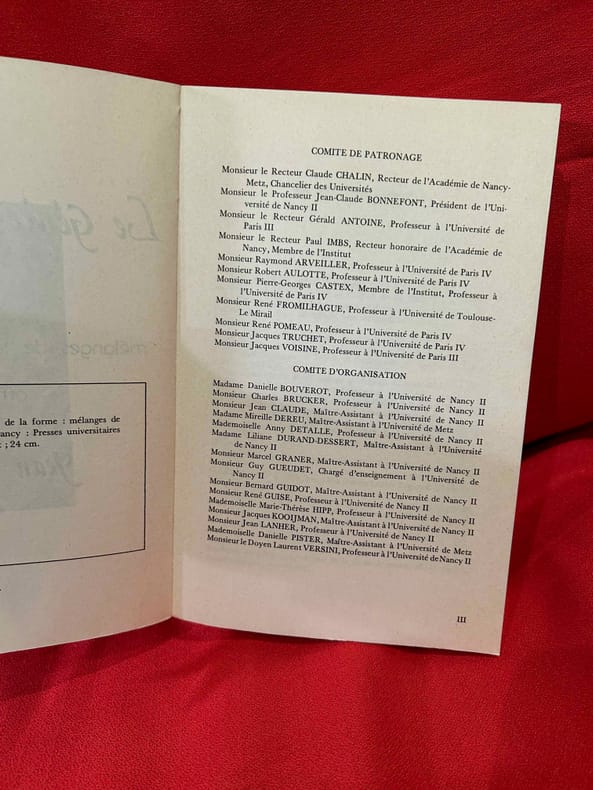 de la forme : mélanges de
ancy : Presses universitaires
; 24 cm.
COMITE DE PATRONAGE
Monsieur le Recteur Claude CHALIN, Recteur de l'Académie de Nancy-
Metz, Chancelier des Universités
Monsieur le Professeur Jean-Claude BONNEFONT, Président de l'Uni-
versité de Nancy II
Monsieur le Recteur Gérald ANTOINE, Professeur à l'Université de
Paris III
Monsieur le Recteur Paul IMBS, Recteur honoraire de l'Académie de
Nancy, Membre de l'Institut
Monsieur Raymond ARVEILLER, Professeur à l'Université de Paris IV
Monsieur Robert AULOTTE, Professeur à l'Université de Paris IV
Monsieur Pierre-Georges CASTEX, Membre de l'Institut, Professeur à
l'Université de Paris IV
Monsieur René FROMILHAGUE, Professeur à l'Université de Toulouse-
Le Mirail
Monsieur René POMEAU, Professeur à l'Université de Paris IV
Monsieur Jacques TRUCHET, Professeur à l'Université de Paris IV
Monsieur Jacques VOISINE, Professeur à l'Université de Paris III
COMITE D'ORGANISATION
Madame Danielle BOUVEROT, Professeur à l'Université de Nancy II
Monsieur Charles BRUCKER, Professeur à l'Université de Nancy II
Monsieur Jean CLAUDE, Maître-Assistant à l'Université de Nancy II
Madame Mireille DEREU, Maître-Assistant à l'Université de Metz
Mademoiselle Anny DETALLE, Professeur à l'Université de Nancy II
Madame Liliane DURAND-DESSERT, Maître-Assistant à l'Université
de Nancy II
Monsieur Marcel GRANER, Maître-Assistant à l'Université de Nancy II
Monsieur Guy GUEUDET, Chargé d'enseignement à l'Université de
Nancy II
Monsieur Bernard GUIDOT, Maître-Assistant à l'Université de Nancy II
Monsieur René GUISE, Professeur à l'Université de Nancy II
Mademoiselle Marie-Thérèse HIPP, Professeur à l'Université de Nancy II
Monsieur Jacques KOOIJMAN, Maître-Assistant à l'Université de Nancy II
Monsieur Jean LANHER, Professeur à l'Université de Nancy II
Mademoiselle Danielle PISTER, Maître-Assistant à l'Université de Metz
Monsieur le Doyen Laurent VERSINI, Professeur à l'Université de Nancy II
III